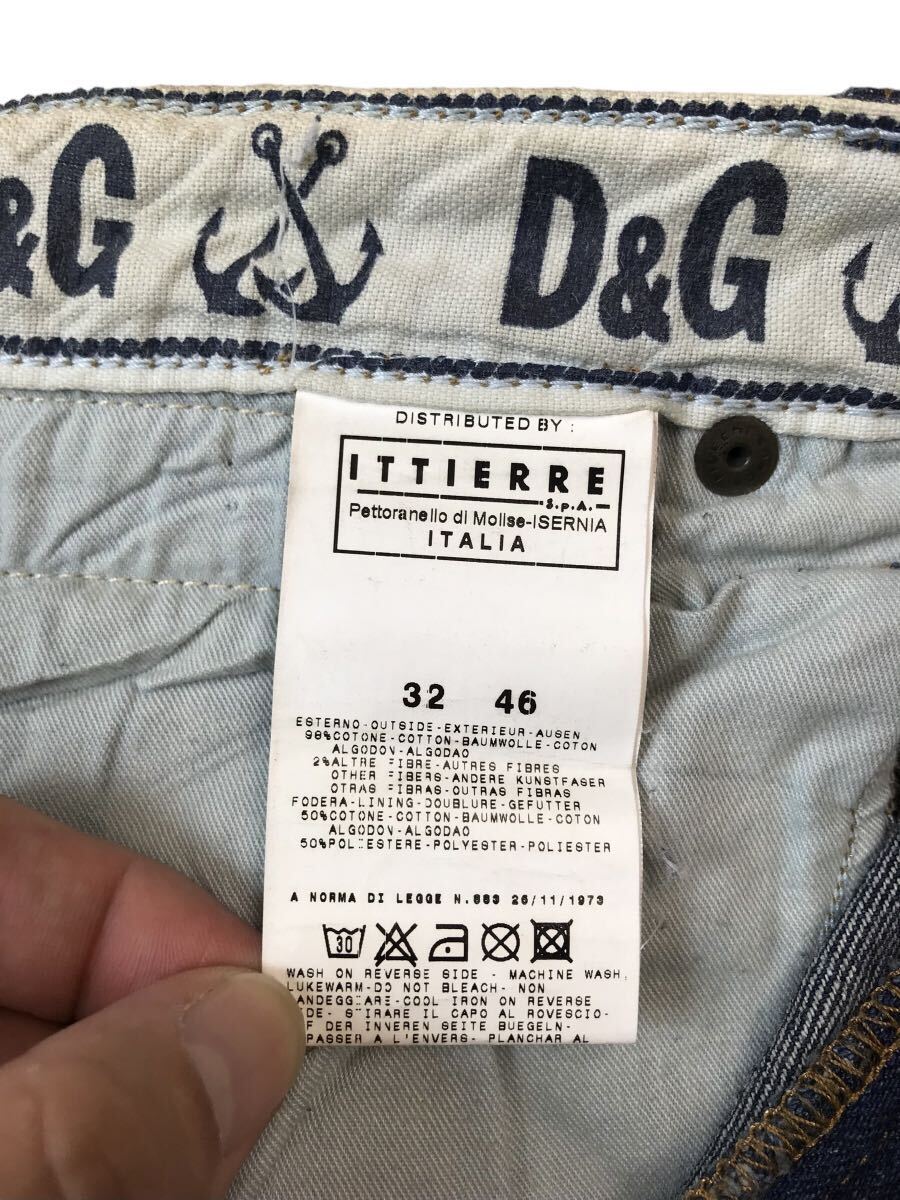 &G D&G
DISTRIBUTED BY :
ITTIERRE
S.p.A.
Pettoranello di Molise-ISERNIA
ITALIA
32 46
ESTERNO-OUTSIDE-EXTERIEUR-AUSEN
98%COTONE-COTTON-BAUMWOLLE-COTON
ALGODON-ALGODAO
2%ALTRE FIBRE-AUTRES FIBRES
OTHER FIBERS-ANDERE KUNSTFASER
OTRAS FIBRAS-OUTRAS FIBRAS
FODERA-LINING-DOUBLURE-GEFUTTER
50%COTONE-COTTON-BAUMWOLLE-COTON
ALGODON-ALGODAO
50%POLIESTERE-POLYESTER-POLIESTER
A NORMA DI LEGGE N.883 26/11/1973
30
WASH ON REVERSE SIDE - MACHINE WASH
LUKEWARM-DO NOT BLEACH- NON
CANDEGGIARE-COOL IRON ON REVERSE
SIDE- STIRARE IL CAPO AL ROVESCIO-
AUF DER INNEREN SEITE BUEGELN-
REPASSER A L'ENVERS- PLANCHAR AL